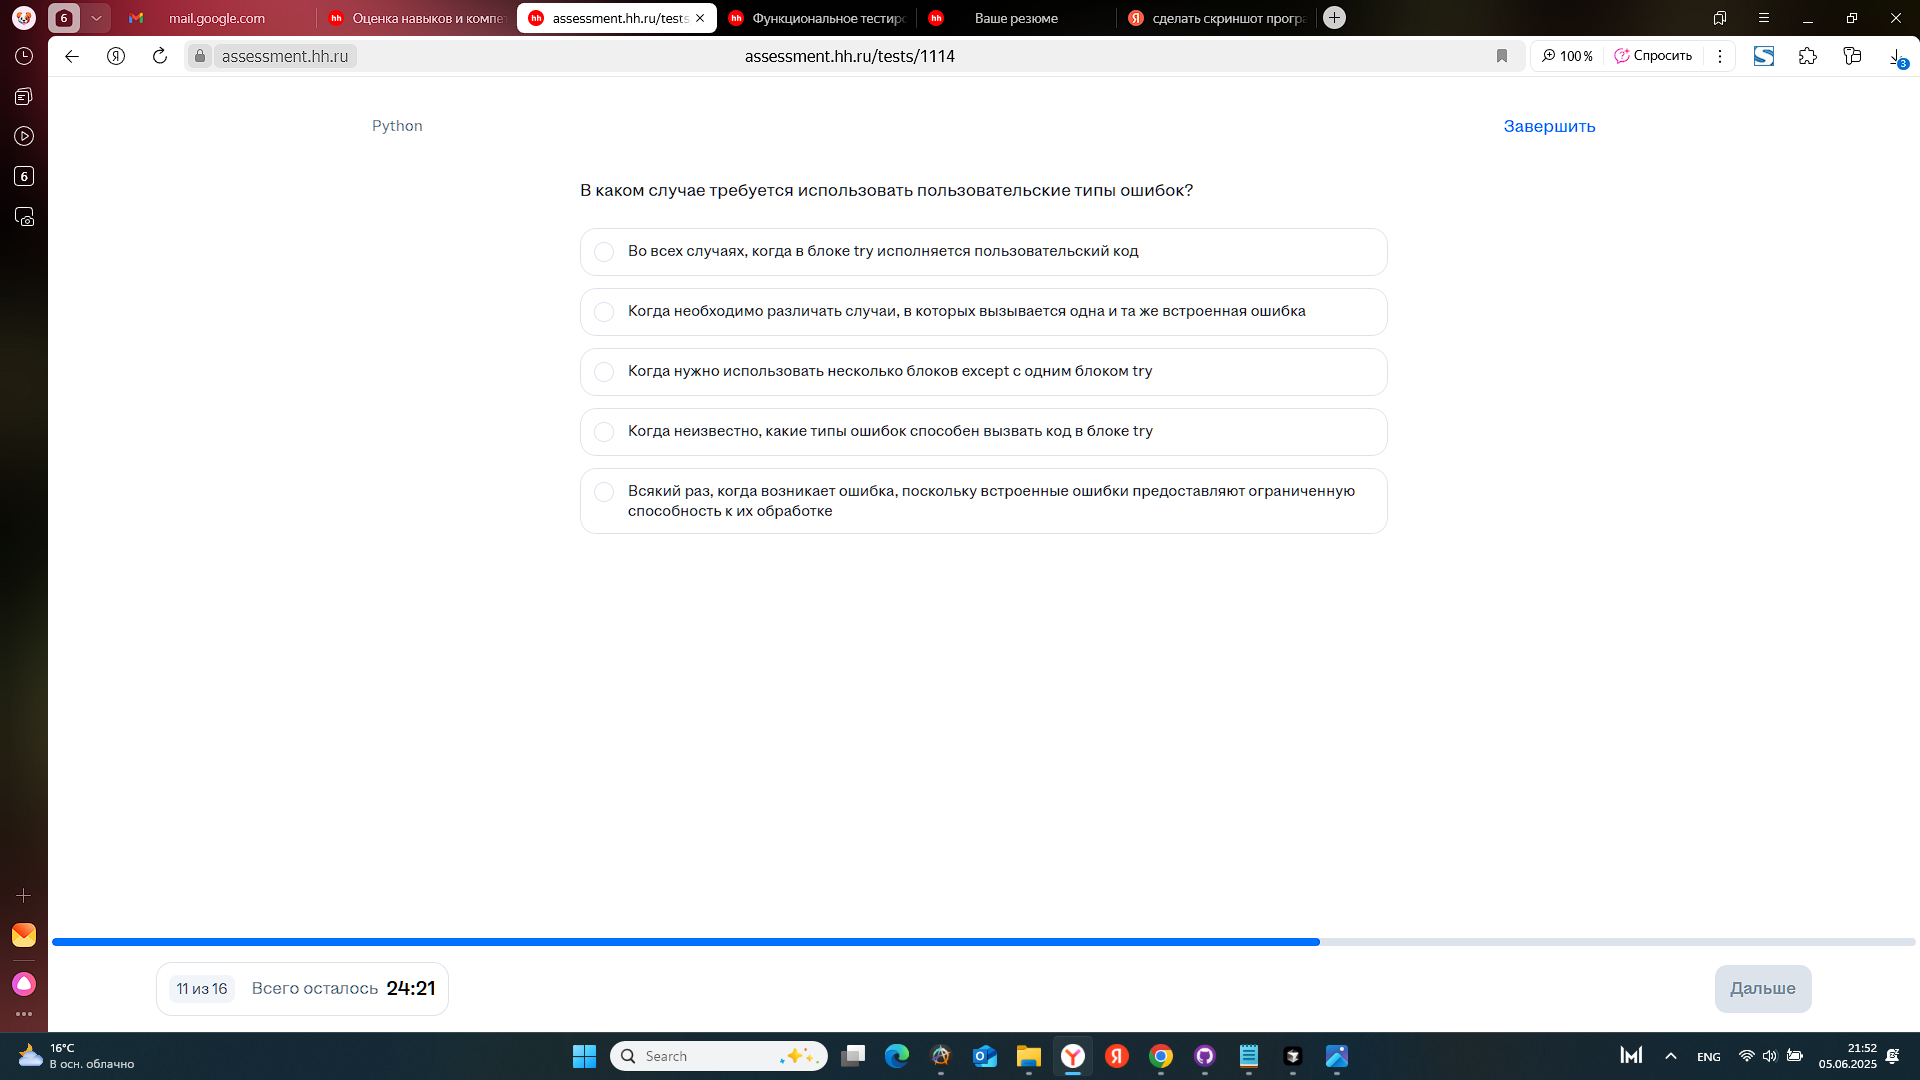 6
mail.google.com
Оценка навыков и компе
assessment.hh.ru/tests
Функциональное тестиро
Ваше резюме
сделать скриншот програ
assessment.hh.ru
assessment.hh.ru/tests/1114
100 %
Спросить
3
6
Python
Завершить
В каком случае требуется использовать пользовательские типы ошибок?
Во всех случаях, когда в блоке try исполняется пользовательский код
Когда необходимо различать случаи, в которых вызывается одна и та же встроенная ошибка
Когда нужно использовать несколько блоков except с одним блоком try
Когда неизвестно, какие типы ошибок способен вызвать код в блоке try
Всякий раз, когда возникает ошибка, поскольку встроенные ошибки предоставляют ограниченную
способность к их обработке
11 из 16
Всего осталось 24:21
Дальше
16°C
В осн. облачно
Search
ENG
21:52
05.06.2025